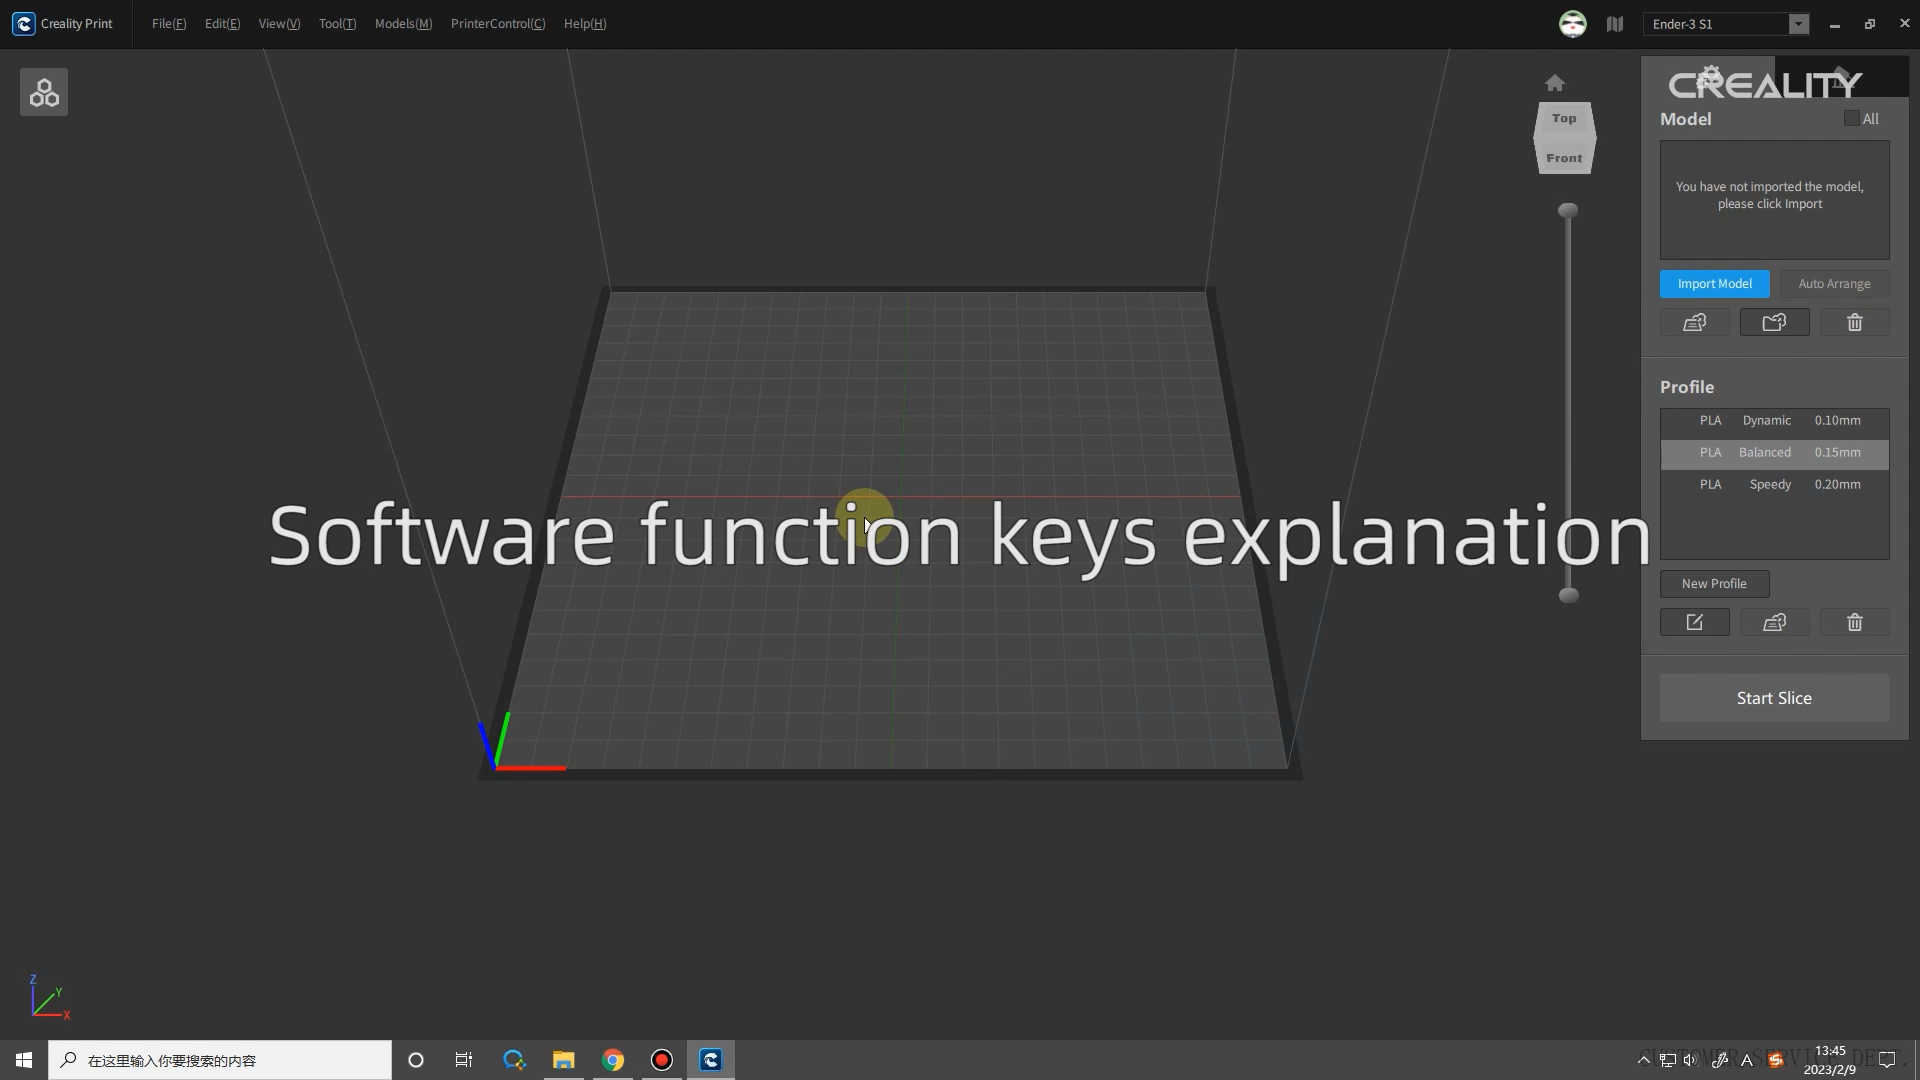 Creality Print File(F) Edit(E) View(V) Tool(T) Models(M) PrinterControl(C) Help(H) Ender-3 S1
CREALITY
Model All
Top
Front
You have not imported the model,
please click Import
Import Model Auto Arrange
Profile
PLA Dynamic 0.10mm
PLA Balanced 0.15mm
PLA Speedy 0.20mm
Software function keys explanation
New Profile
Start Slice
Z
Y
X
在这里输入你要搜索的内容
CUSTOMER SERVICE DEPT.
A
13:45
2023/2/9